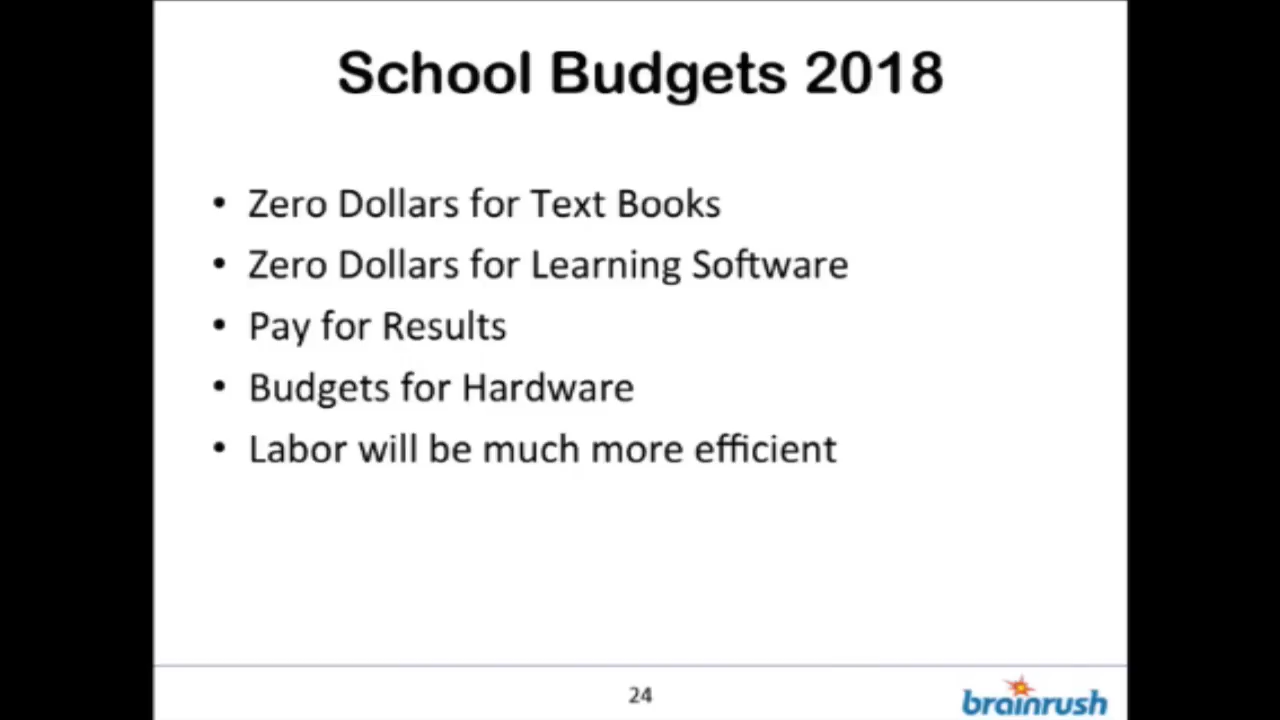 School Budgets 2018
• Zero Dollars for Text Books
• Zero Dollars for Learning Software
• Pay for Results
• Budgets for Hardware
• Labor will be much more efficient
24
brainrush